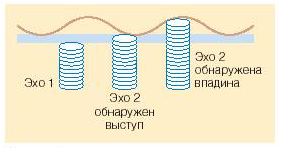 Эхо 1
Эхо 2
обнаружен
выступ
Эхо 2
обнаружена
впадина